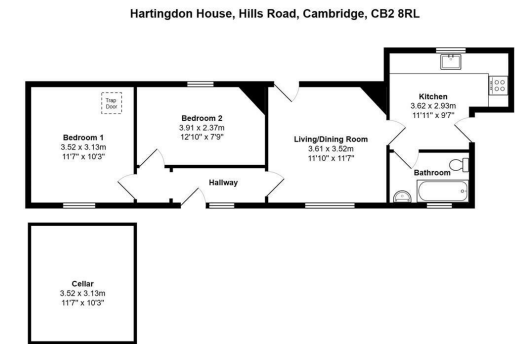 Hartingdon House, Hills Road, Cambridge, CB2 8RL
Kitchen
3.62 x 2.93m
11'11" x 9'7"
Trap
Door
Bedroom 2
3.91 x 2.37m
12'10" x 7'9"
Bedroom 1
3.52 x 3.13m
11'7" x 10'3"
Living/Dining Room
3.61 x 3.52m
11'10" x 11'7"
Bathroom
Hallway
Cellar
3.52 x 3.13m
11'7" x 10'3"